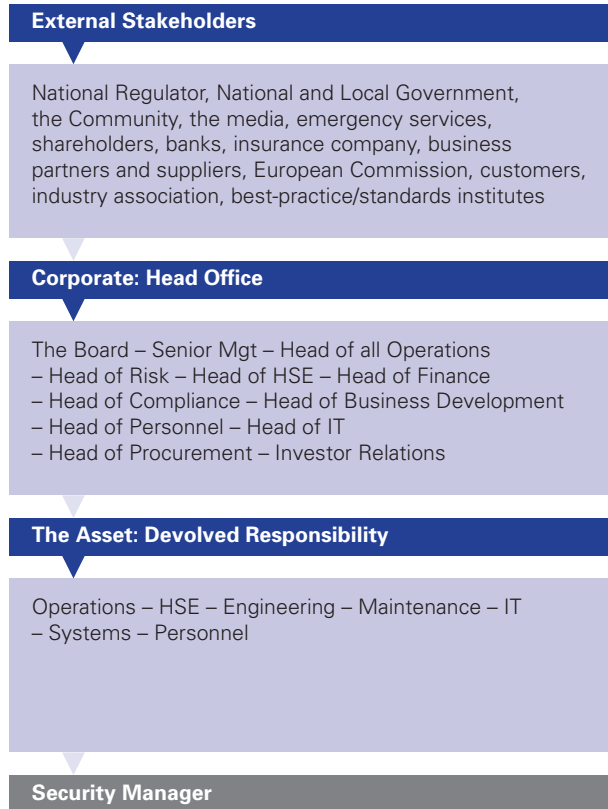 External Stakeholders
National Regulator, National and Local Government,
the Community, the media, emergency services,
shareholders, banks, insurance company, business
partners and suppliers, European Commission, customers,
industry association, best-practice/standards institutes
Corporate: Head Office
The Board – Senior Mgt – Head of all Operations
– Head of Risk – Head of HSE – Head of Finance
– Head of Compliance – Head of Business Development
– Head of Personnel – Head of IT
– Head of Procurement – Investor Relations
The Asset: Devolved Responsibility
Operations – HSE – Engineering – Maintenance – IT
– Systems – Personnel
Security Manager